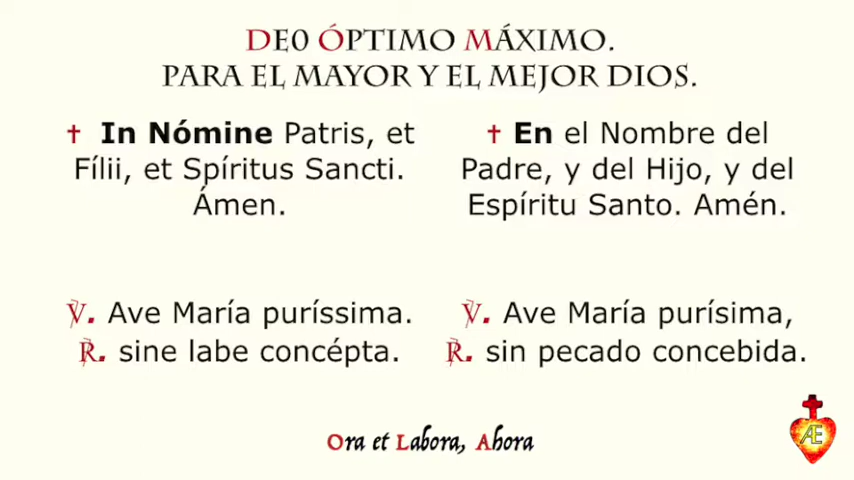 DE0 ÓPTIMO MÁXIMO.
PARA EL MAYOR Y EL MEJOR DIOS.
✝ In Nómine Patris, et
Fílii, et Spíritus Sancti.
Ámen.
✝ En el Nombre del
Padre, y del Hijo, y del
Espíritu Santo. Amén.
℣. Ave María puríssima.
℟. sine labe concépta.
℣. Ave María purísima,
℟. sin pecado concebida.
Ora et Labora, Ahora
Æ